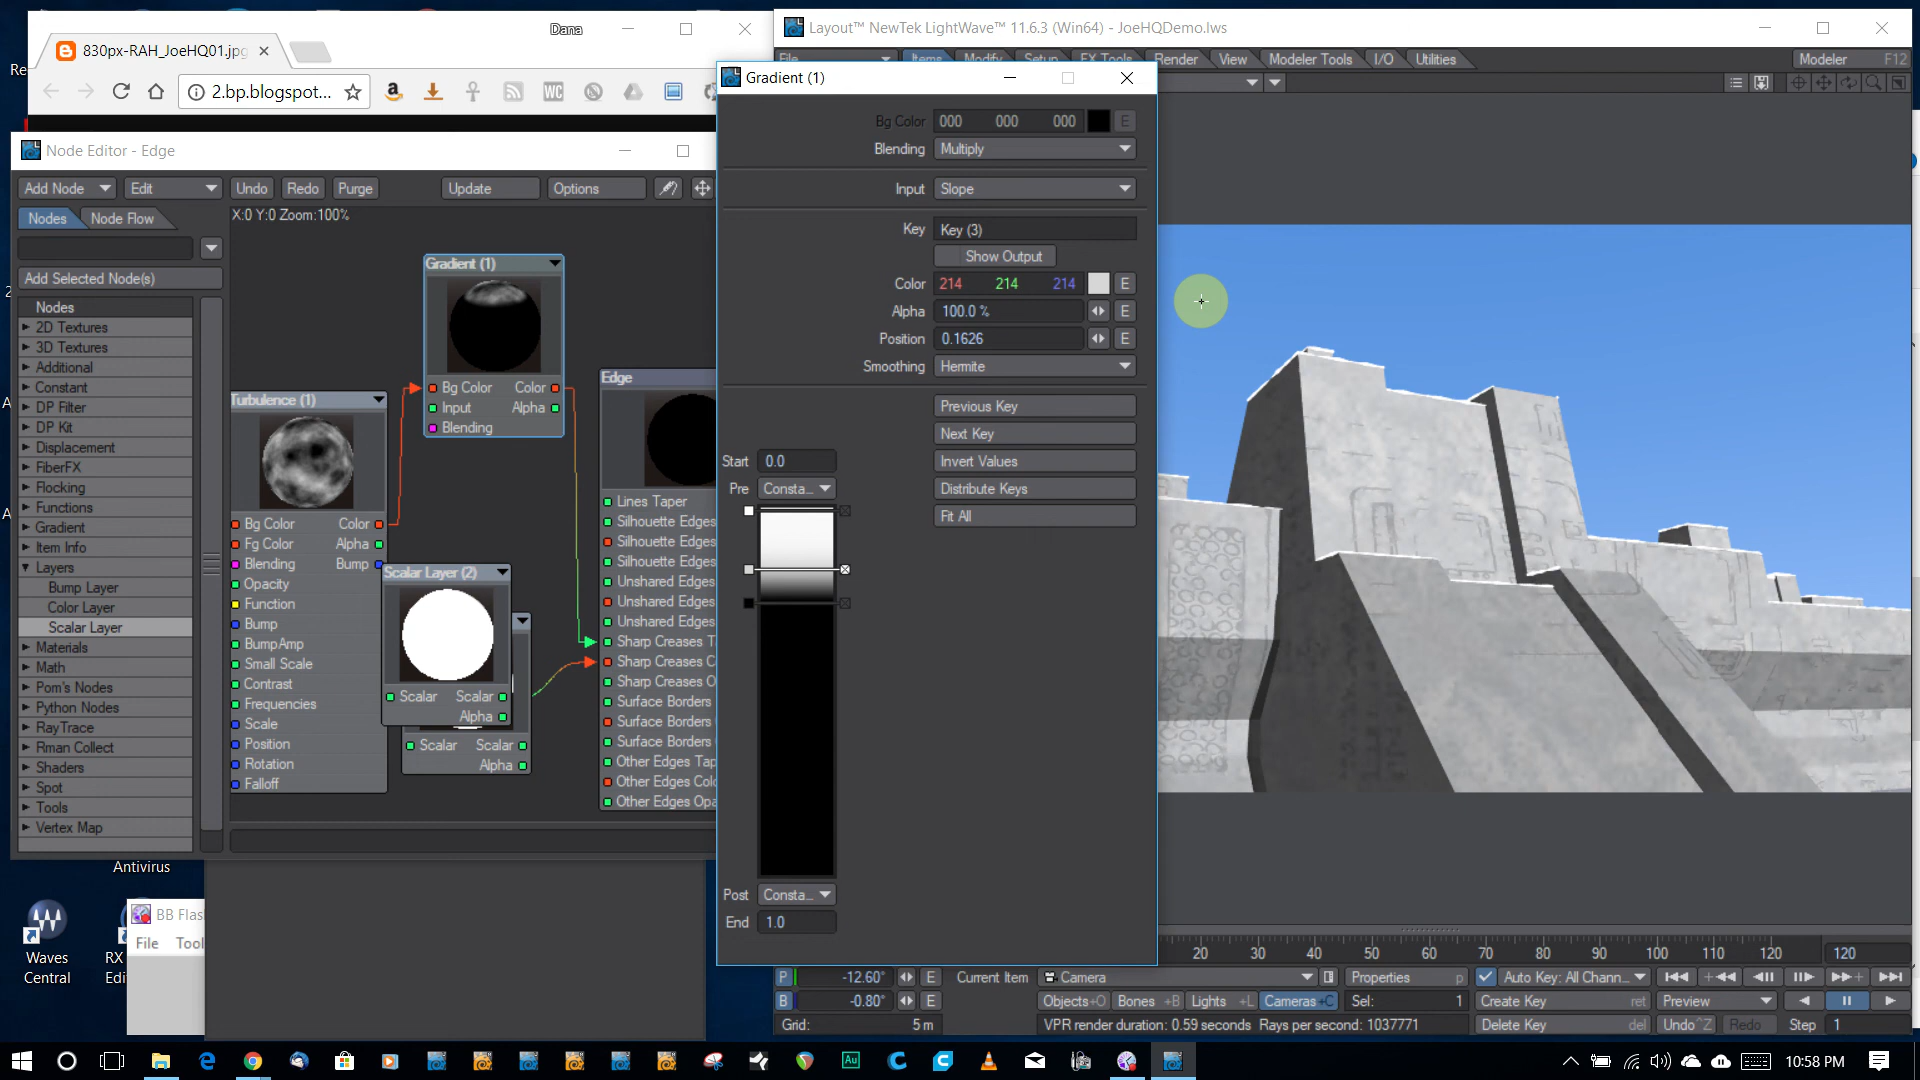 Dana
830px-RAH_JoeHQ01.jpg
2.bp.blogspot...
WC
Layout™ NewTek LightWave™ 11.6.3 (Win64) - JoeHQDemo.lws
File
Items
Modify
Setup
FX Tools
Render
View
Modeler Tools
I/O
Utilities
Modeler
F12
Node Editor - Edge
Add Node
Edit
Undo
Redo
Purge
Update
Options
Nodes
Node Flow
X:0 Y:0 Zoom:100%
Add Selected Node(s)
Nodes
2D Textures
3D Textures
Additional
Constant
DP Filter
DP Kit
Displacement
FiberFX
Flocking
Functions
Gradient
Item Info
Layers
Bump Layer
Color Layer
Scalar Layer
Materials
Math
Pom's Nodes
Python Nodes
RayTrace
Rman Collect
Shaders
Spot
Tools
Vertex Map
Gradient (1)
Bg Color Color
Input Alpha
Blending
Turbulence (1)
Bg Color Color
Fg Color Alpha
Blending Bump
Opacity
Function
Bump
BumpAmp
Small Scale
Contrast
Frequencies
Scale
Position
Rotation
Falloff
Scalar Layer (2)
Scalar Scalar
Alpha
Scalar Scalar
Alpha
Edge
Lines Taper
Silhouette Edges
Silhouette Edges
Silhouette Edges
Unshared Edges
Unshared Edges
Unshared Edges
Sharp Creases T
Sharp Creases C
Sharp Creases O
Surface Borders
Surface Borders
Surface Borders
Other Edges Tap
Other Edges Colo
Other Edges Opa
Gradient (1)
Bg Color 000 000 000 E
Blending Multiply
Input Slope
Key Key (3)
Show Output
Color 214 214 214 E
Alpha 100.0 % E
Position 0.1626 E
Smoothing Hermite
Previous Key
Next Key
Invert Values
Distribute Keys
Fit All
Start 0.0
Pre Consta...
Post Consta...
End 1.0
20 30 40 50 60 70 80 90 100 110 120 120
P -12.60° E Current Item Camera Properties p Auto Key: All Chann...
B -0.80° E Objects+O Bones +B Lights +L Cameras+C Sel: 1 Create Key ret Preview
Grid: 5 m VPR render duration: 0.59 seconds Rays per second: 1037771 Delete Key del Undo^Z Redo Step 1
Antivirus
Waves
Central
RX
Edi
BB Flas
File Tool
Au
10:58 PM